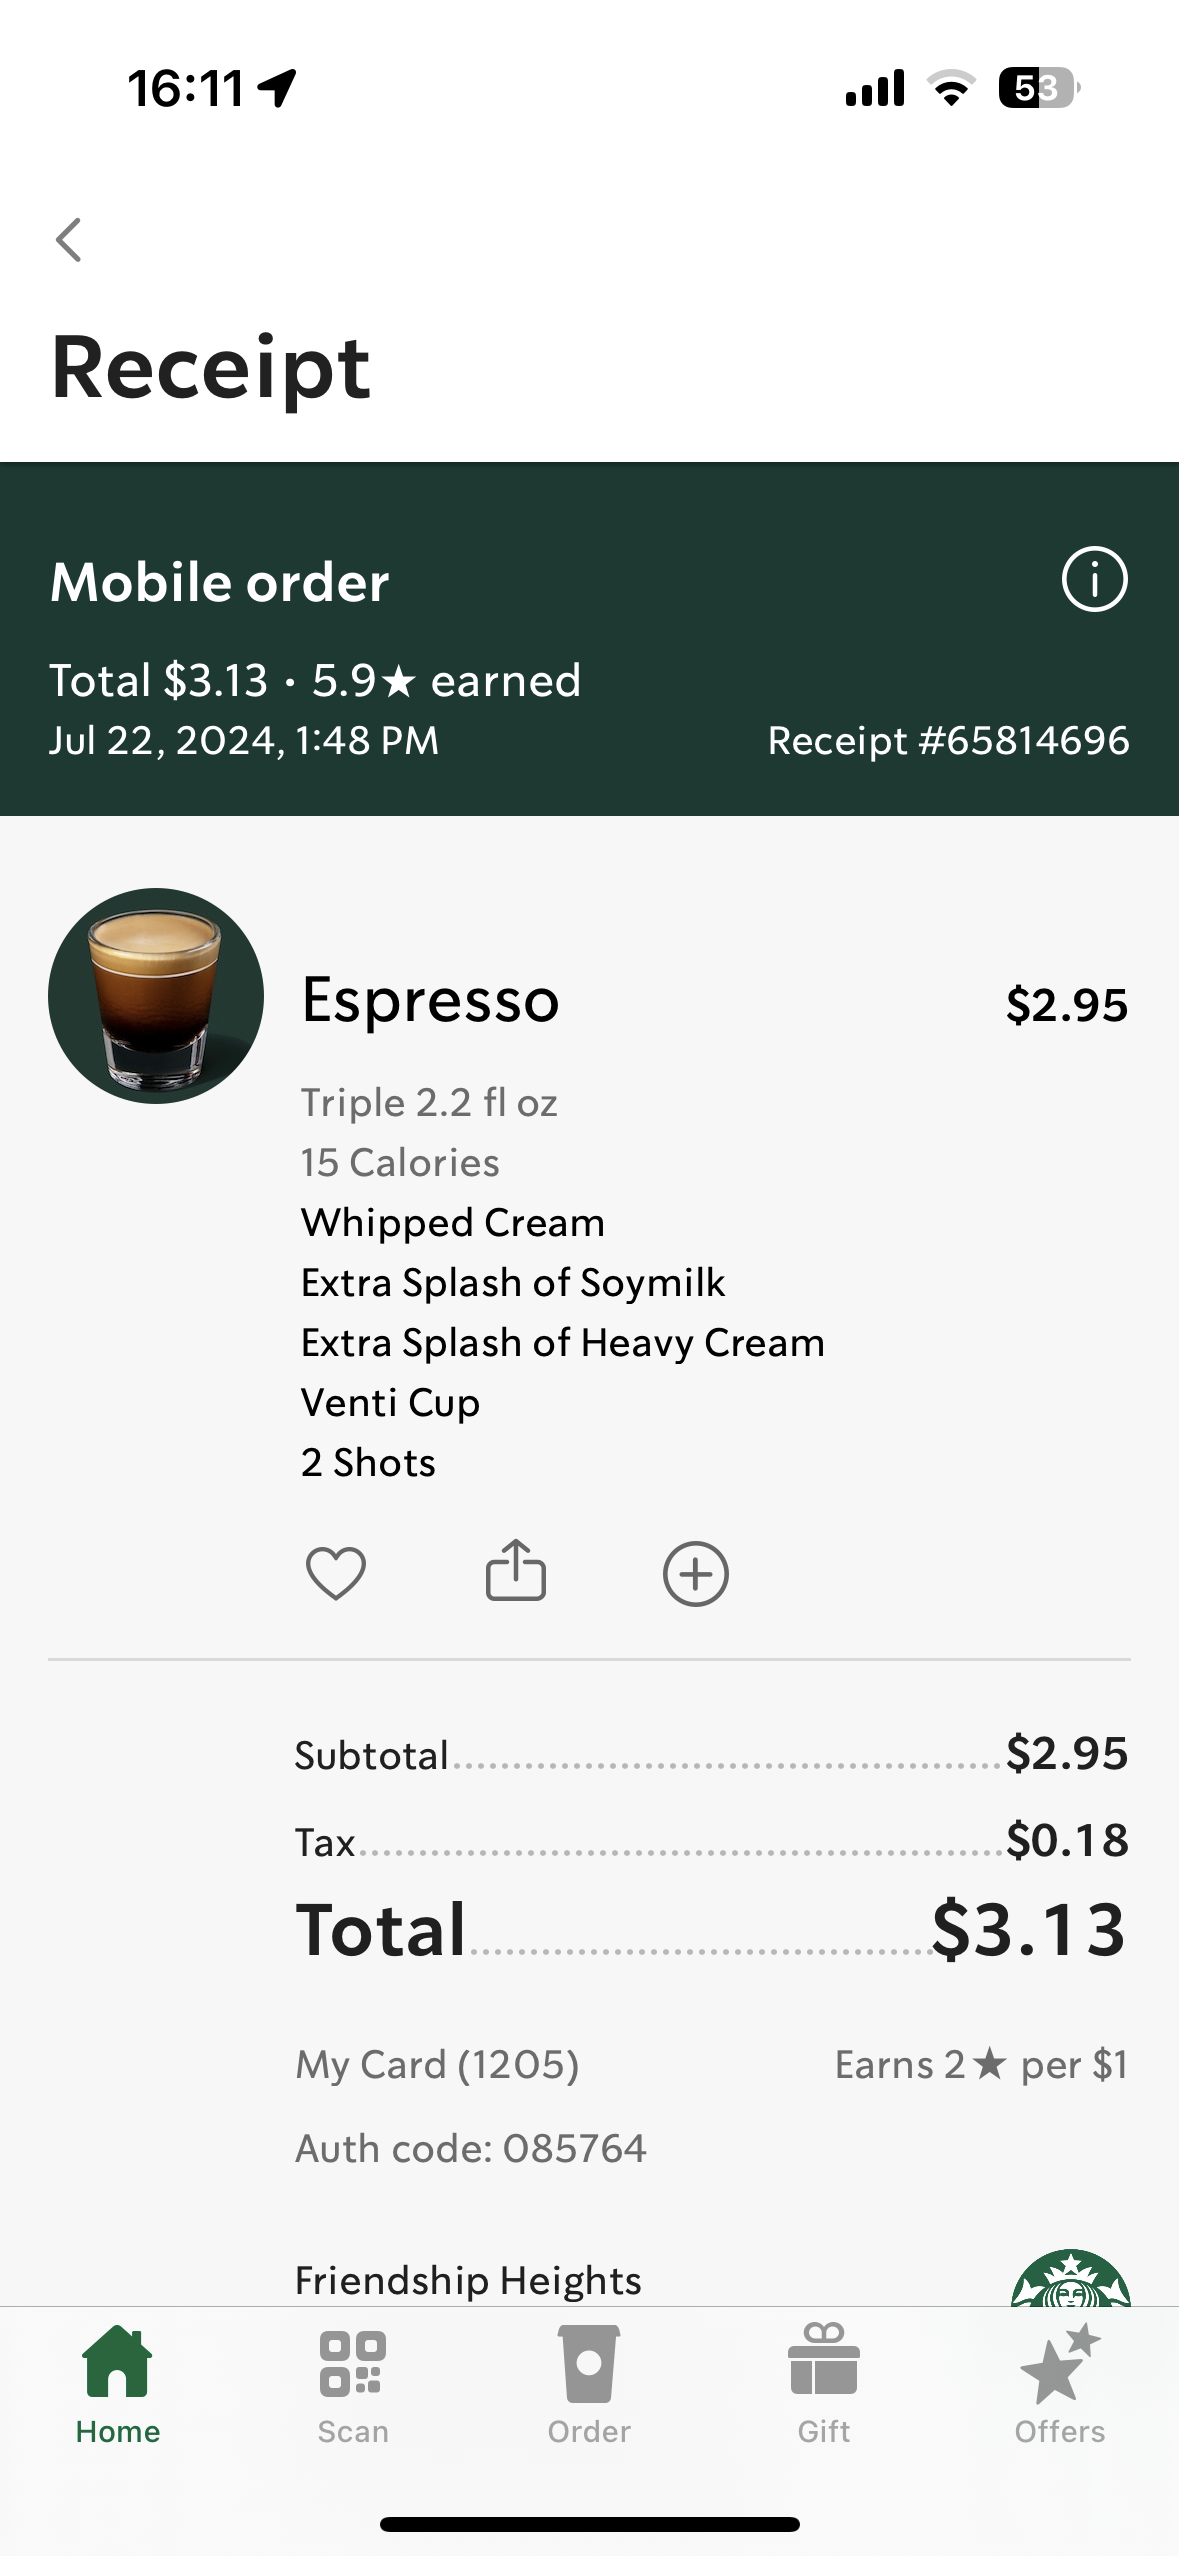 16:11
53
Receipt
Mobile order
Total $3.13 · 5.9★ earned
Jul 22, 2024, 1:48 PM
Receipt #65814696
Espresso
$2.95
Triple 2.2 fl oz
15 Calories
Whipped Cream
Extra Splash of Soymilk
Extra Splash of Heavy Cream
Venti Cup
2 Shots
Subtotal $2.95
Tax $0.18
Total $3.13
My Card (1205)
Earns 2★ per $1
Auth code: 085764
Friendship Heights
Home
Scan
Order
Gift
Offers